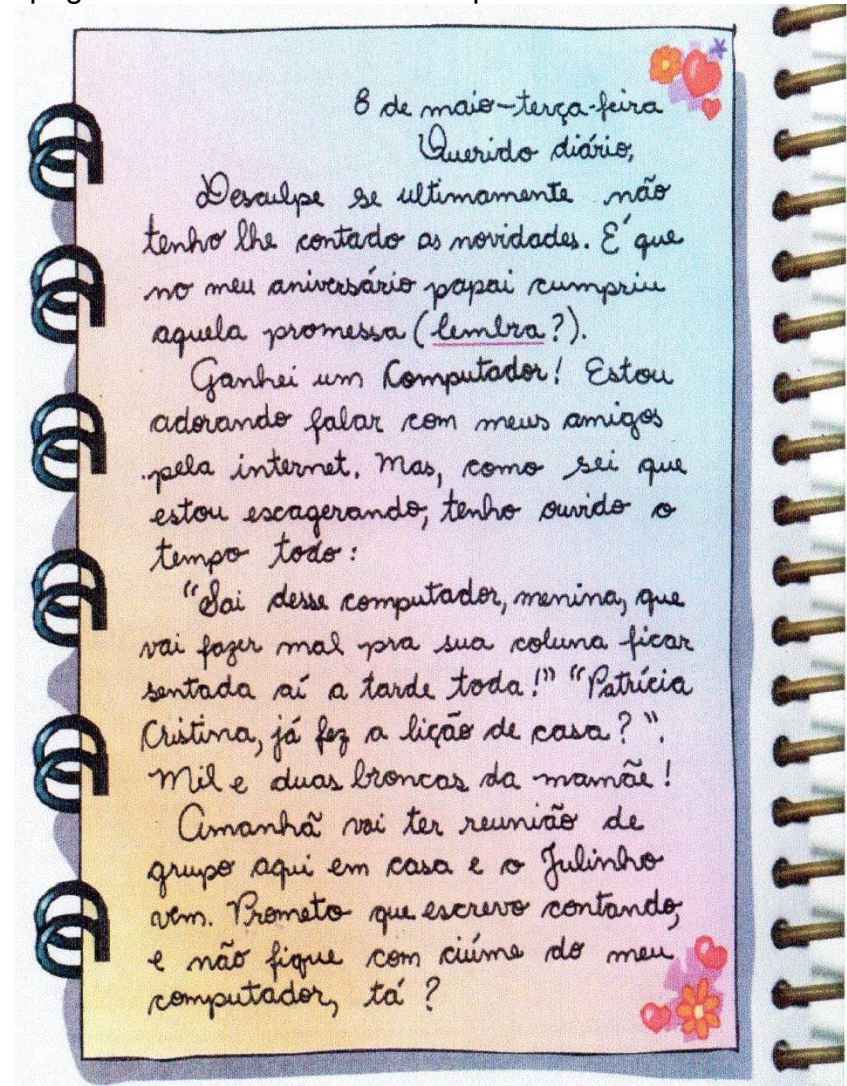 8 de maio-terça-feira
Querido diário,
Desculpe se ultimamente não
tenho lhe contado as novidades. É que
no meu aniversário papai cumpriu
aquela promessa (lembra?).
Ganhei um Computador! Estou
adorando falar com meus amigos
pela internet. Mas, como sei que
estou escagerando, tenho ouvido o
tempo todo:
"Sai desse computador, menina, que
vai fazer mal pra sua coluna ficar
sentada aí a tarde toda!" "Patrícia
Cristina, já fez a lição de casa?".
Mil e duas broncas da mamãe!
Amanhã vai ter reunião de
grupo aqui em casa e o Julinho
vem. Prometo que escrevo contando,
e não fique com ciúme do meu
computador, tá?